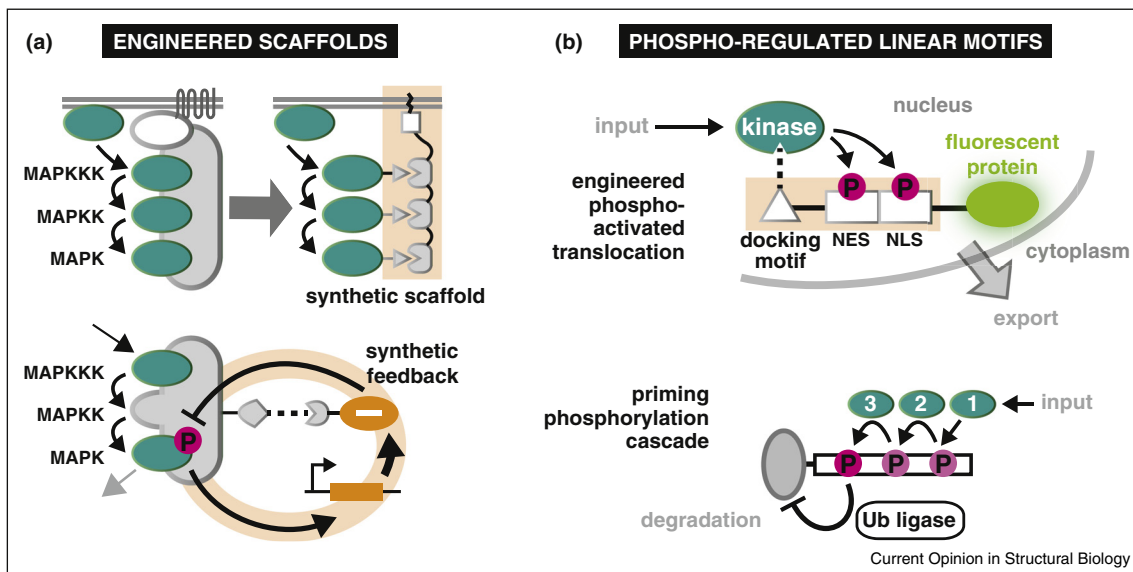 (a)
ENGINEERED SCAFFOLDS
MAPKKK
MAPKK
MAPK
synthetic scaffold
MAPKKK
MAPKK
MAPK
P
synthetic
feedback
(b)
PHOSPHO-REGULATED LINEAR MOTIFS
input
kinase
nucleus
fluorescent
protein
engineered
phospho-
activated
translocation
P
P
docking
motif
NES
NLS
cytoplasm
export
priming
phosphorylation
cascade
3
2
1
input
P
P
P
degradation
Ub ligase
Current Opinion in Structural Biology